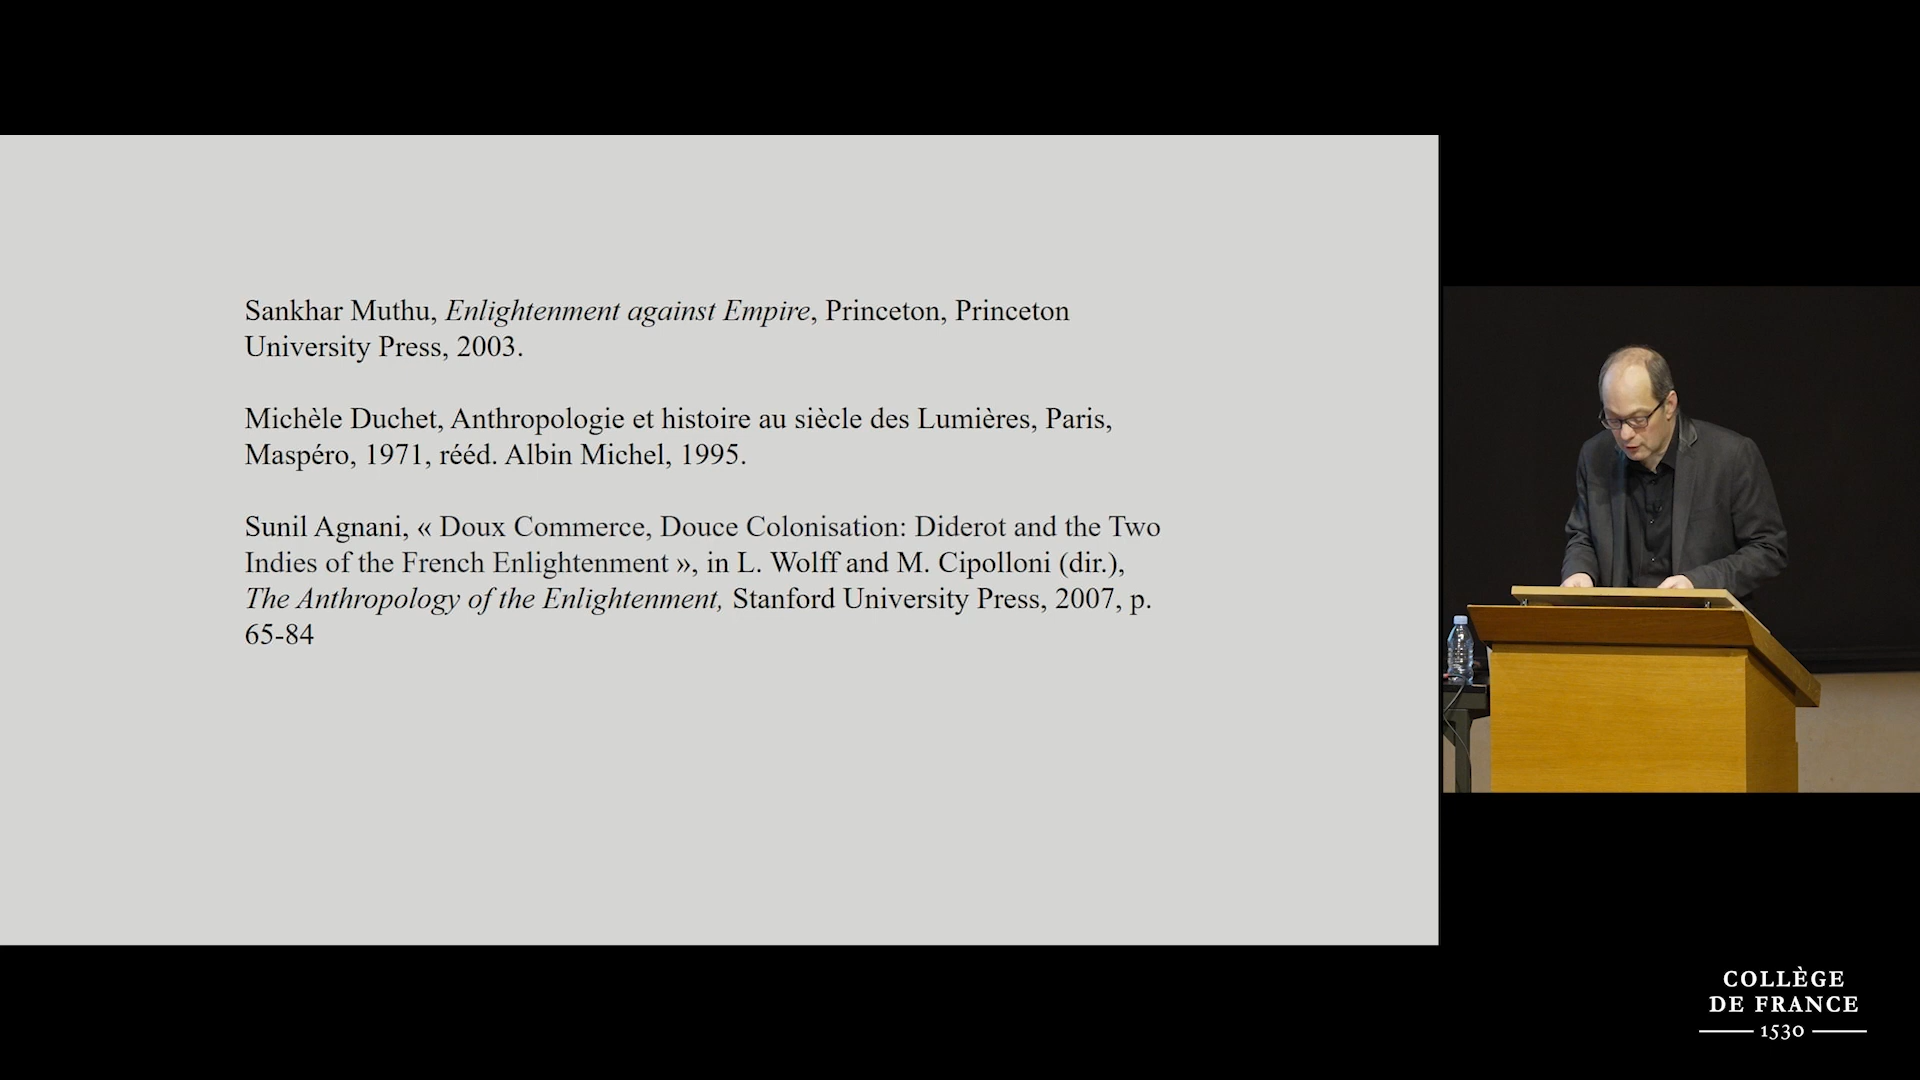 Sankhar Muthu, Enlightenment against Empire, Princeton, Princeton
University Press, 2003.
Michèle Duchet, Anthropologie et histoire au siècle des Lumières, Paris,
Maspéro, 1971, rééd. Albin Michel, 1995.
Sunil Agnani, « Doux Commerce, Douce Colonisation: Diderot and the Two
Indies of the French Enlightenment », in L. Wolff and M. Cipolloni (dir.),
The Anthropology of the Enlightenment, Stanford University Press, 2007, p.
65-84
COLLÈGE
DE FRANCE
1530